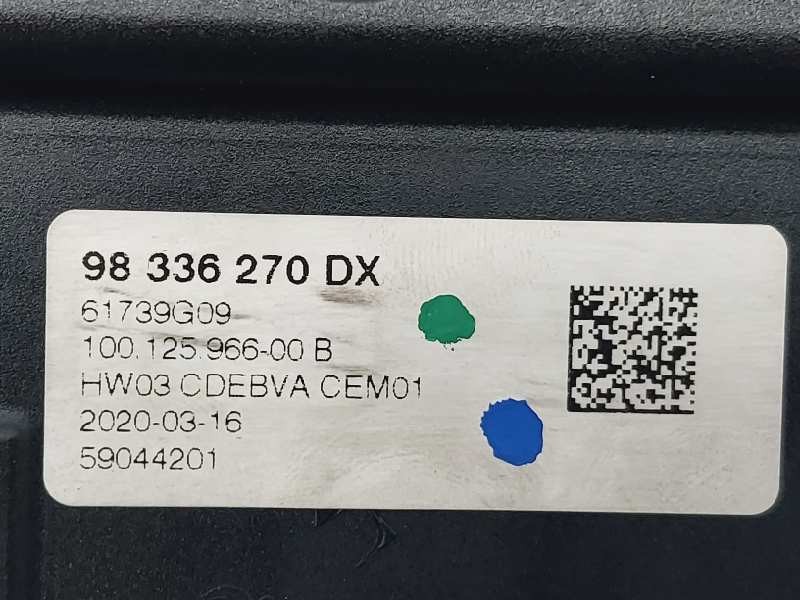 98 336 270 DX
61739G09
100.125.966-00 B
HW03 CDEBVA CEM01
2020-03-16
59044201